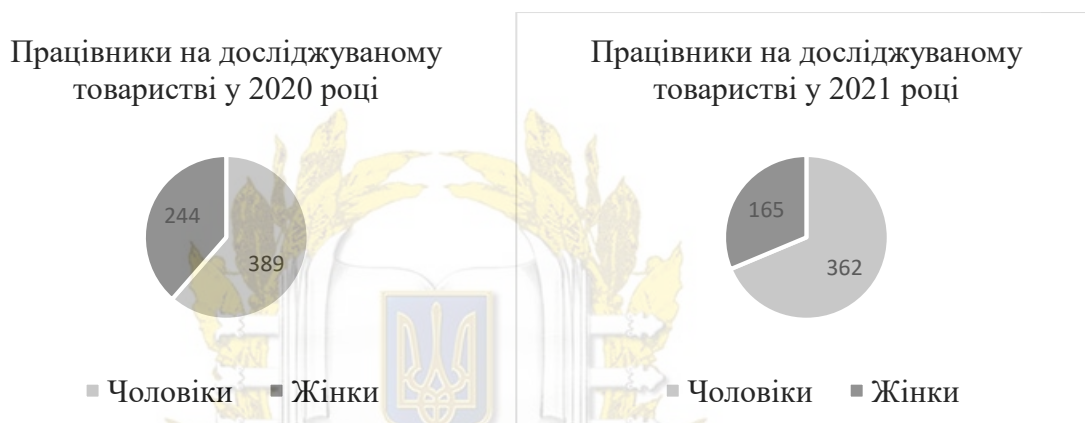 Працівники на досліджуваному
товаристві у 2020 році
244
389
Чоловіки Жінки
Працівники на досліджуваному
товаристві у 2021 році
165
362
Чоловіки Жінки